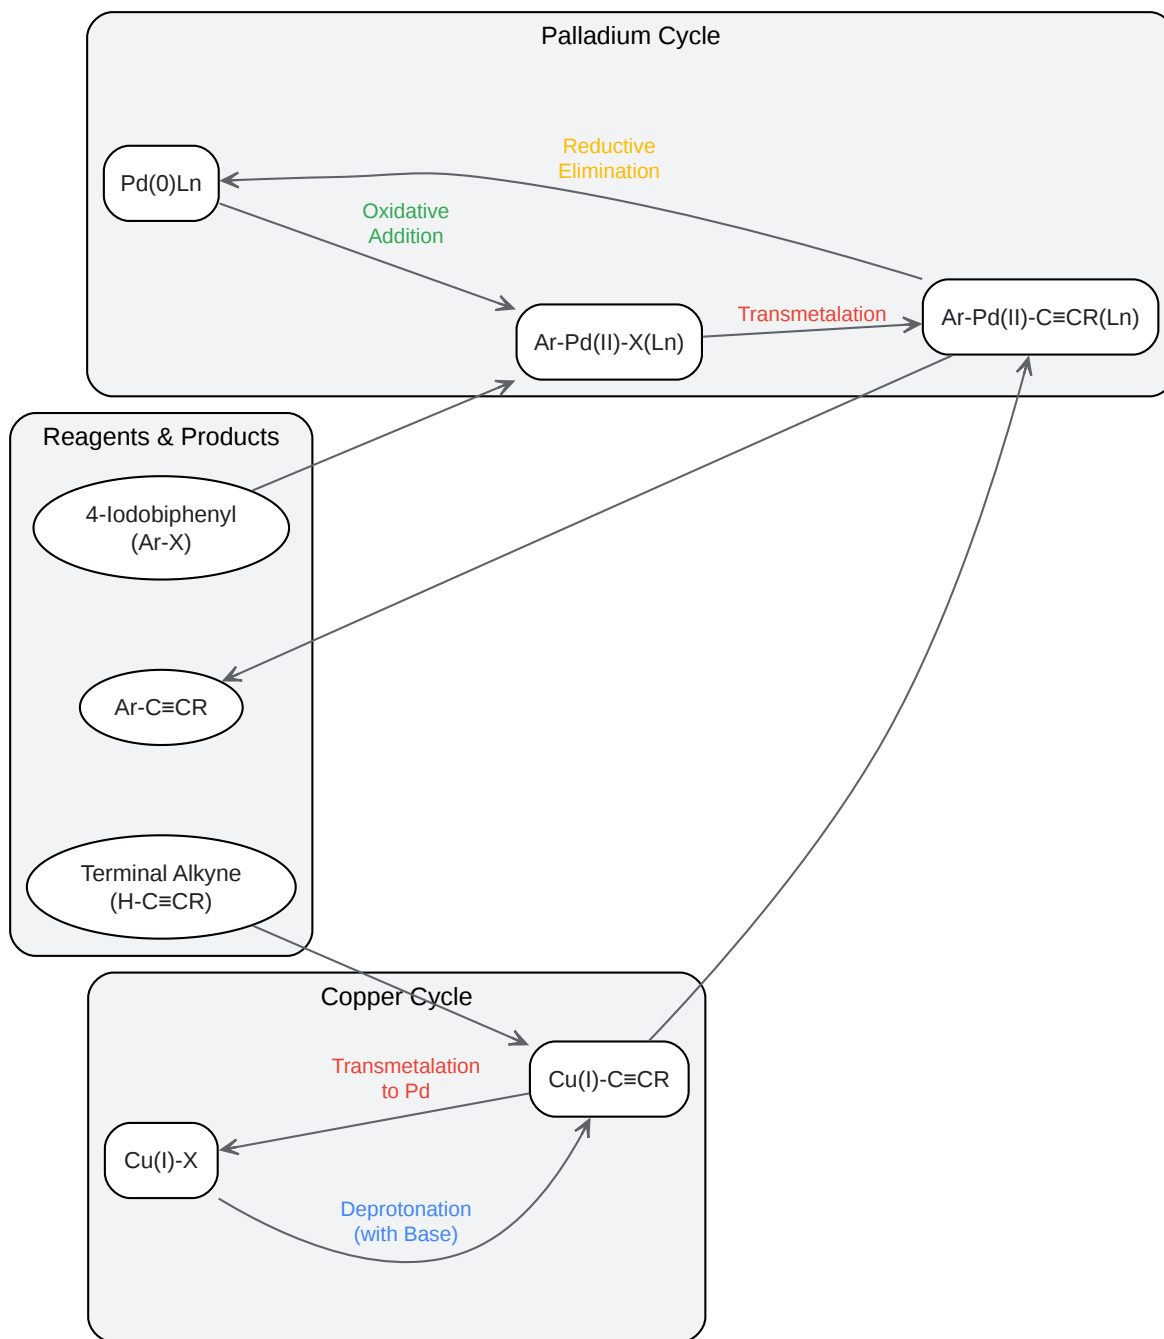 Palladium Cycle
Reductive
Elimination
Pd(0)Ln
Oxidative
Addition
Transmetalation
Ar-Pd(II)-C≡CR(Ln)
Ar-Pd(II)-X(Ln)
Reagents & Products
4-Iodobiphenyl
(Ar-X)
Ar-C≡CR
Terminal Alkyne
(H-C≡CR)
Copper Cycle
Transmetalation
to Pd
Cu(I)-C≡CR
Cu(I)-X
Deprotonation
(with Base)